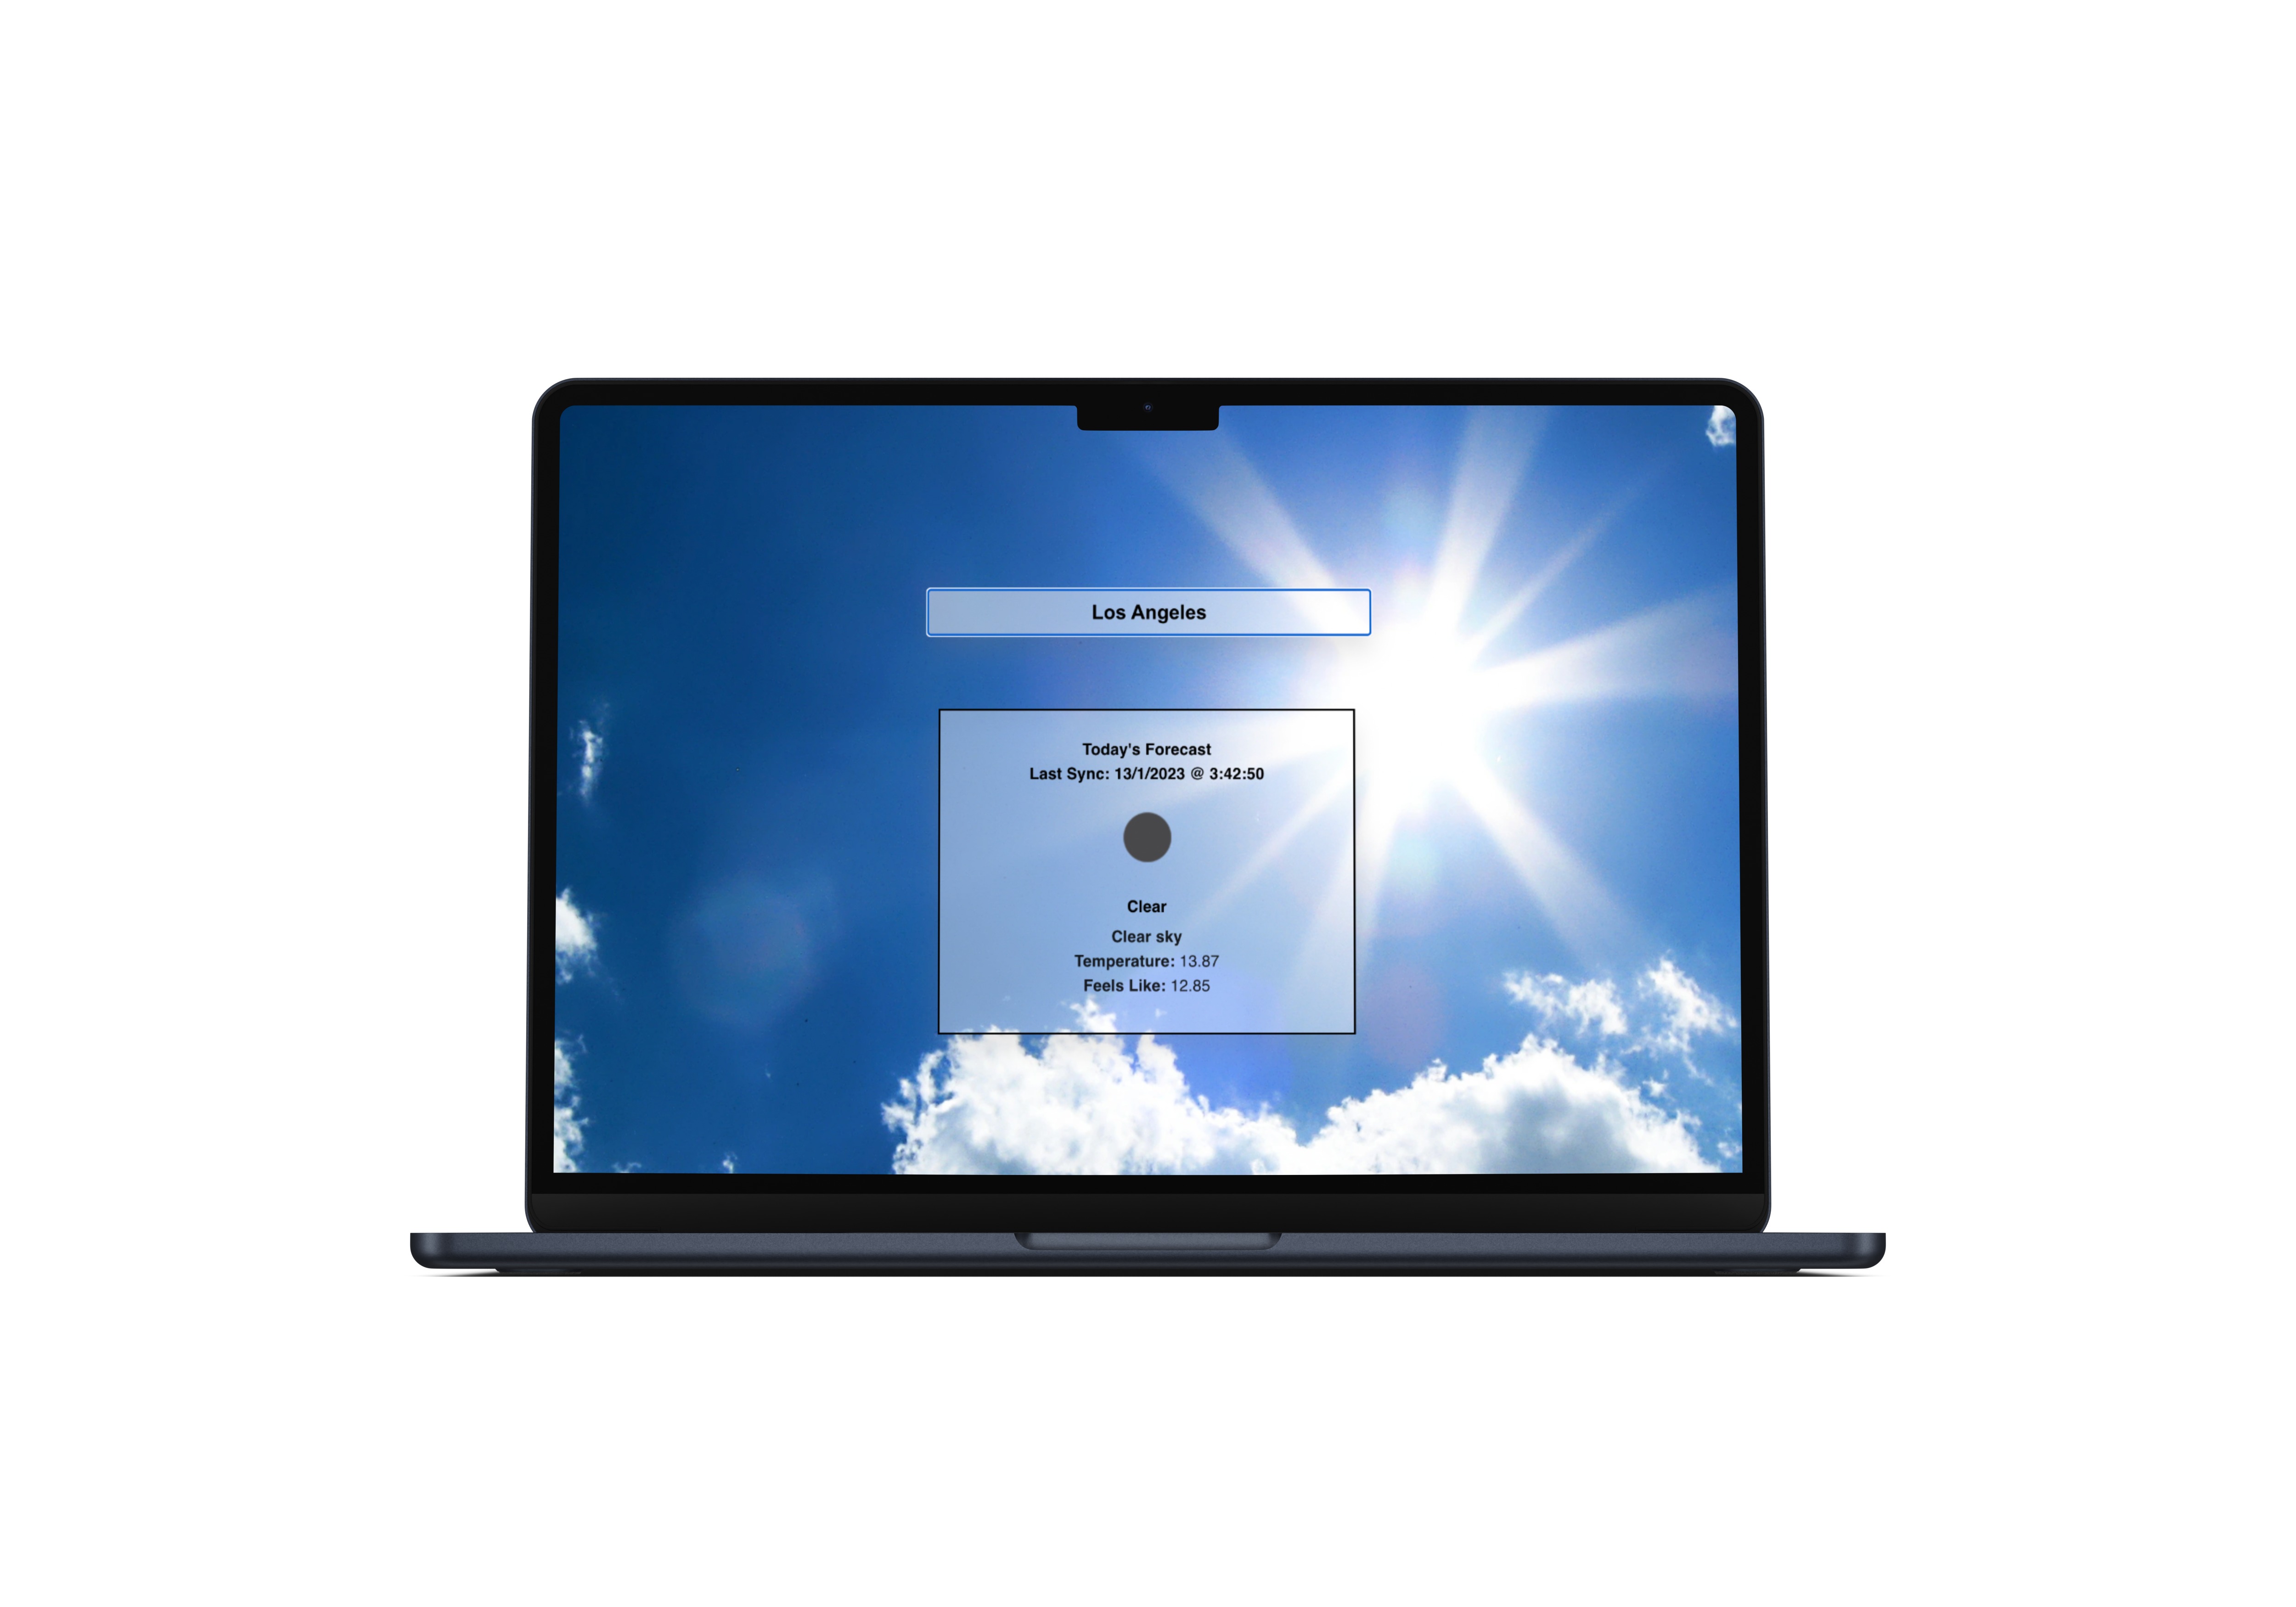 Los Angeles
Today's Forecast
Last Sync: 13/1/2023 @ 3:42:50
Clear
Clear sky
Temperature: 13.87
Feels Like: 12.85